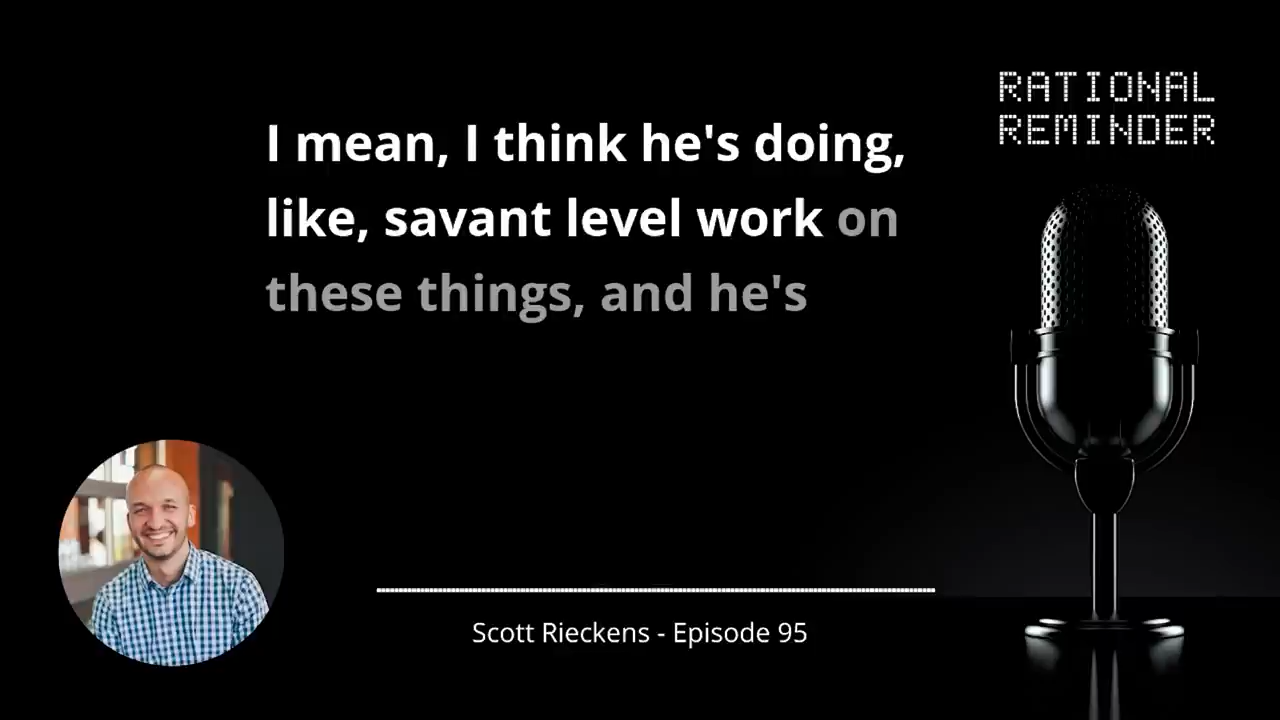 RATIONAL
REMINDER
I mean, I think he's doing,
like, savant level work on
these things, and he's
Scott Rieckens - Episode 95